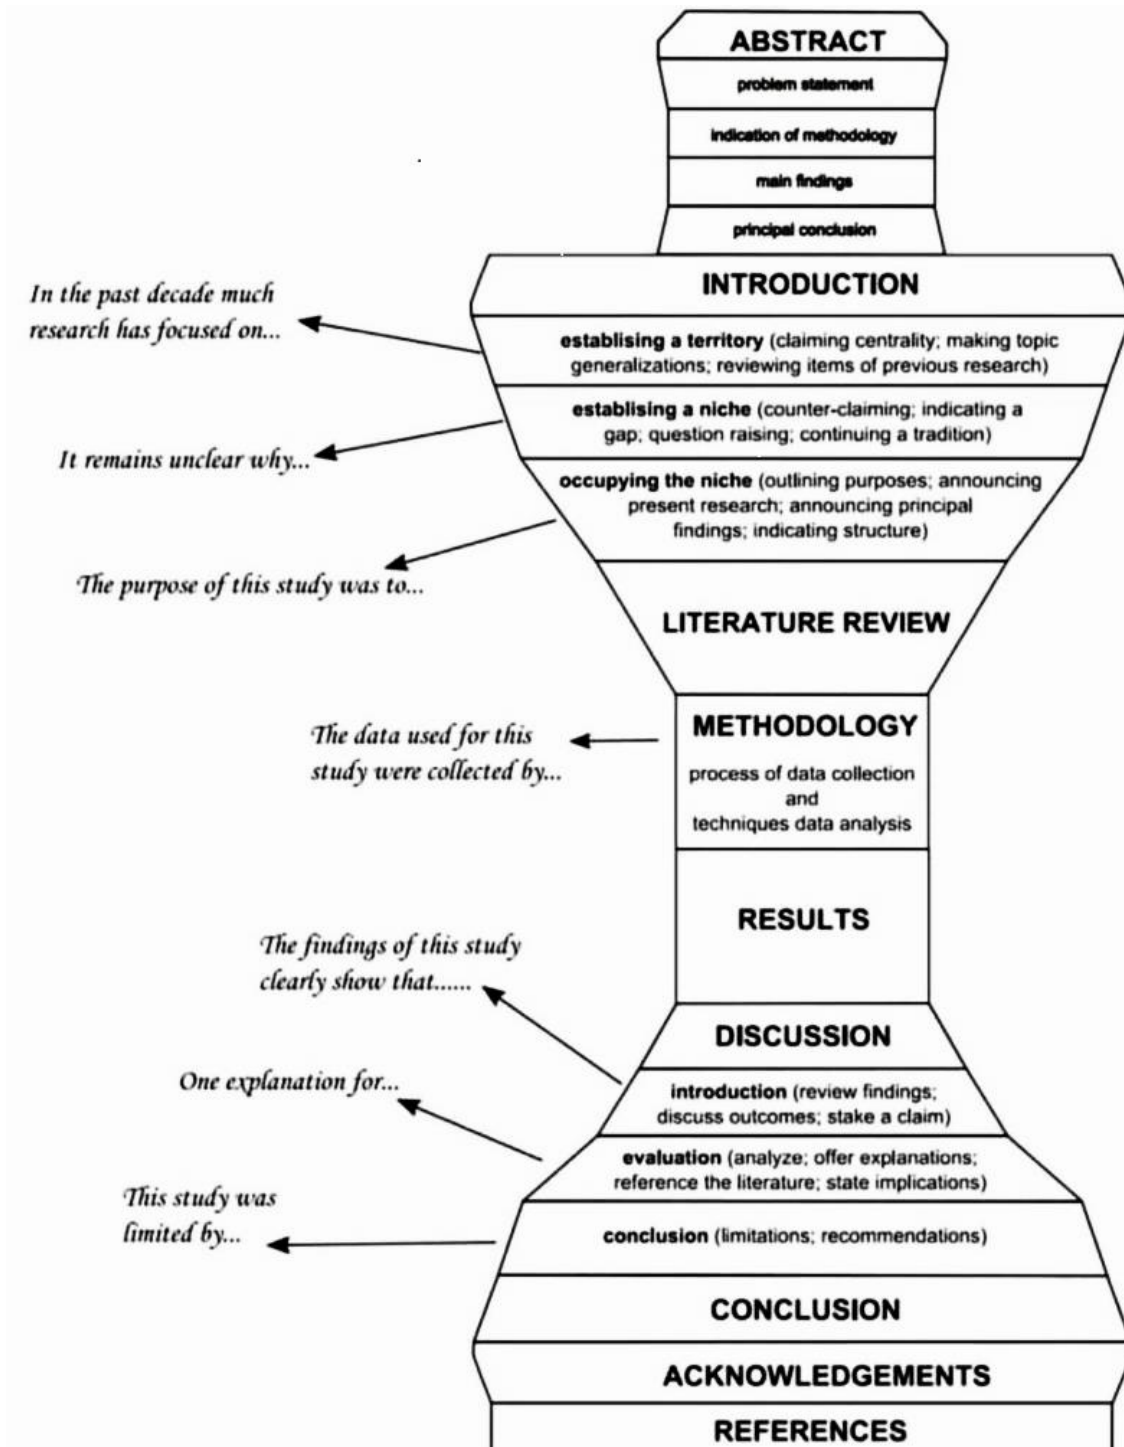 ABSTRACT
problem statement
indication of methodology
main findings
principal conclusion
INTRODUCTION
In the past decade much
research has focused on...
establising a territory (claiming centrality; making topic
generalizations; reviewing items of previous research)
establising a niche (counter-claiming; indicating a
gap; question raising; continuing a tradition)
It remains unclear why...
occupying the niche (outlining purposes; announcing
present research; announcing principal
findings; indicating structure)
The purpose of this study was to...
LITERATURE REVIEW
METHODOLOGY
The data used for this
study were collected by...
process of data collection
and
techniques data analysis
RESULTS
The findings of this study
clearly show that......
DISCUSSION
introduction (review findings;
discuss outcomes; stake a claim)
One explanation for...
evaluation (analyze; offer explanations;
reference the literature; state implications)
This study was
limited by...
conclusion (limitations; recommendations)
CONCLUSION
ACKNOWLEDGEMENTS
REFERENCES